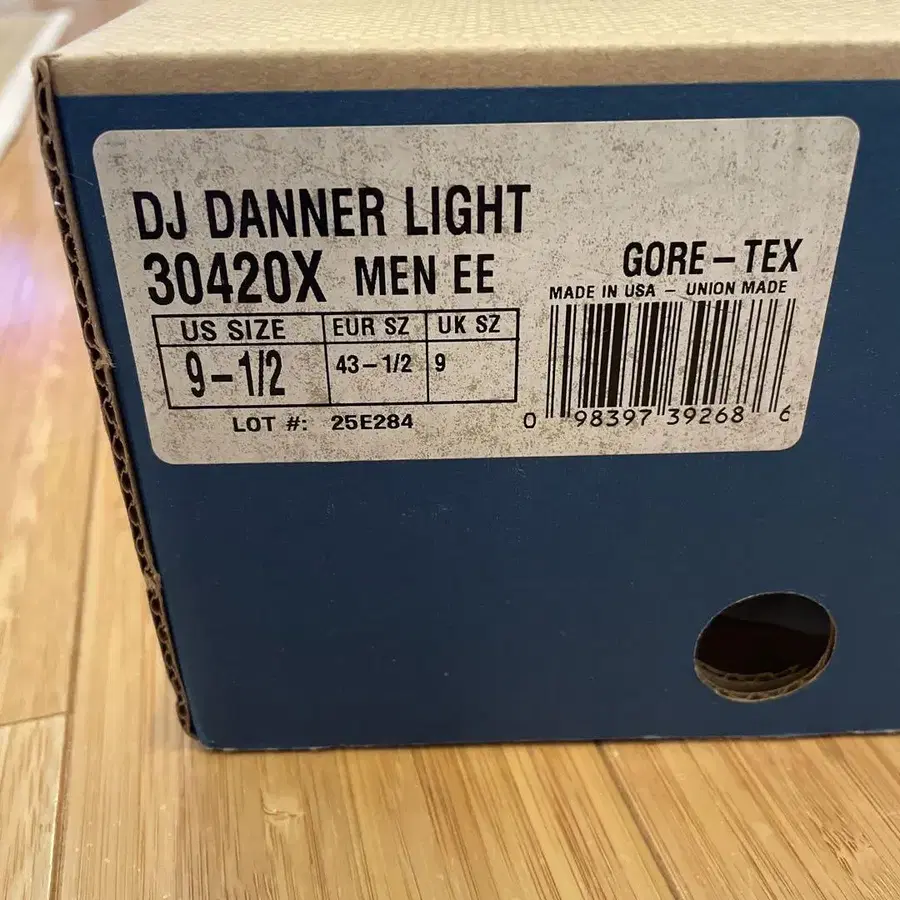 DJ DANNER LIGHT
30420X MEN EE
GORE-TEX
MADE IN USA - UNION MADE
US SIZE EUR SZ UK SZ
9-1/2 43-1/2 9
LOT #: 25E284
0 98397 39268 6